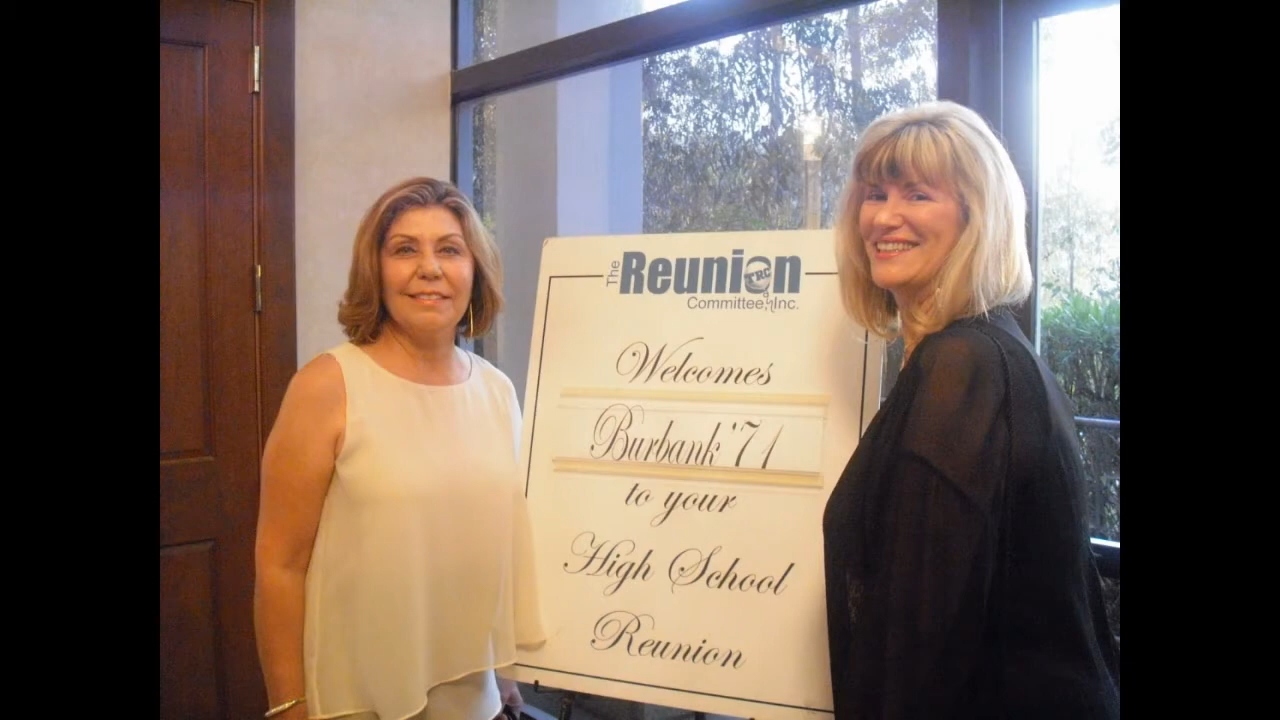 The Reunion
TRC
Committee, Inc.
Welcomes
Burbank '71
to your
High School
Reunion